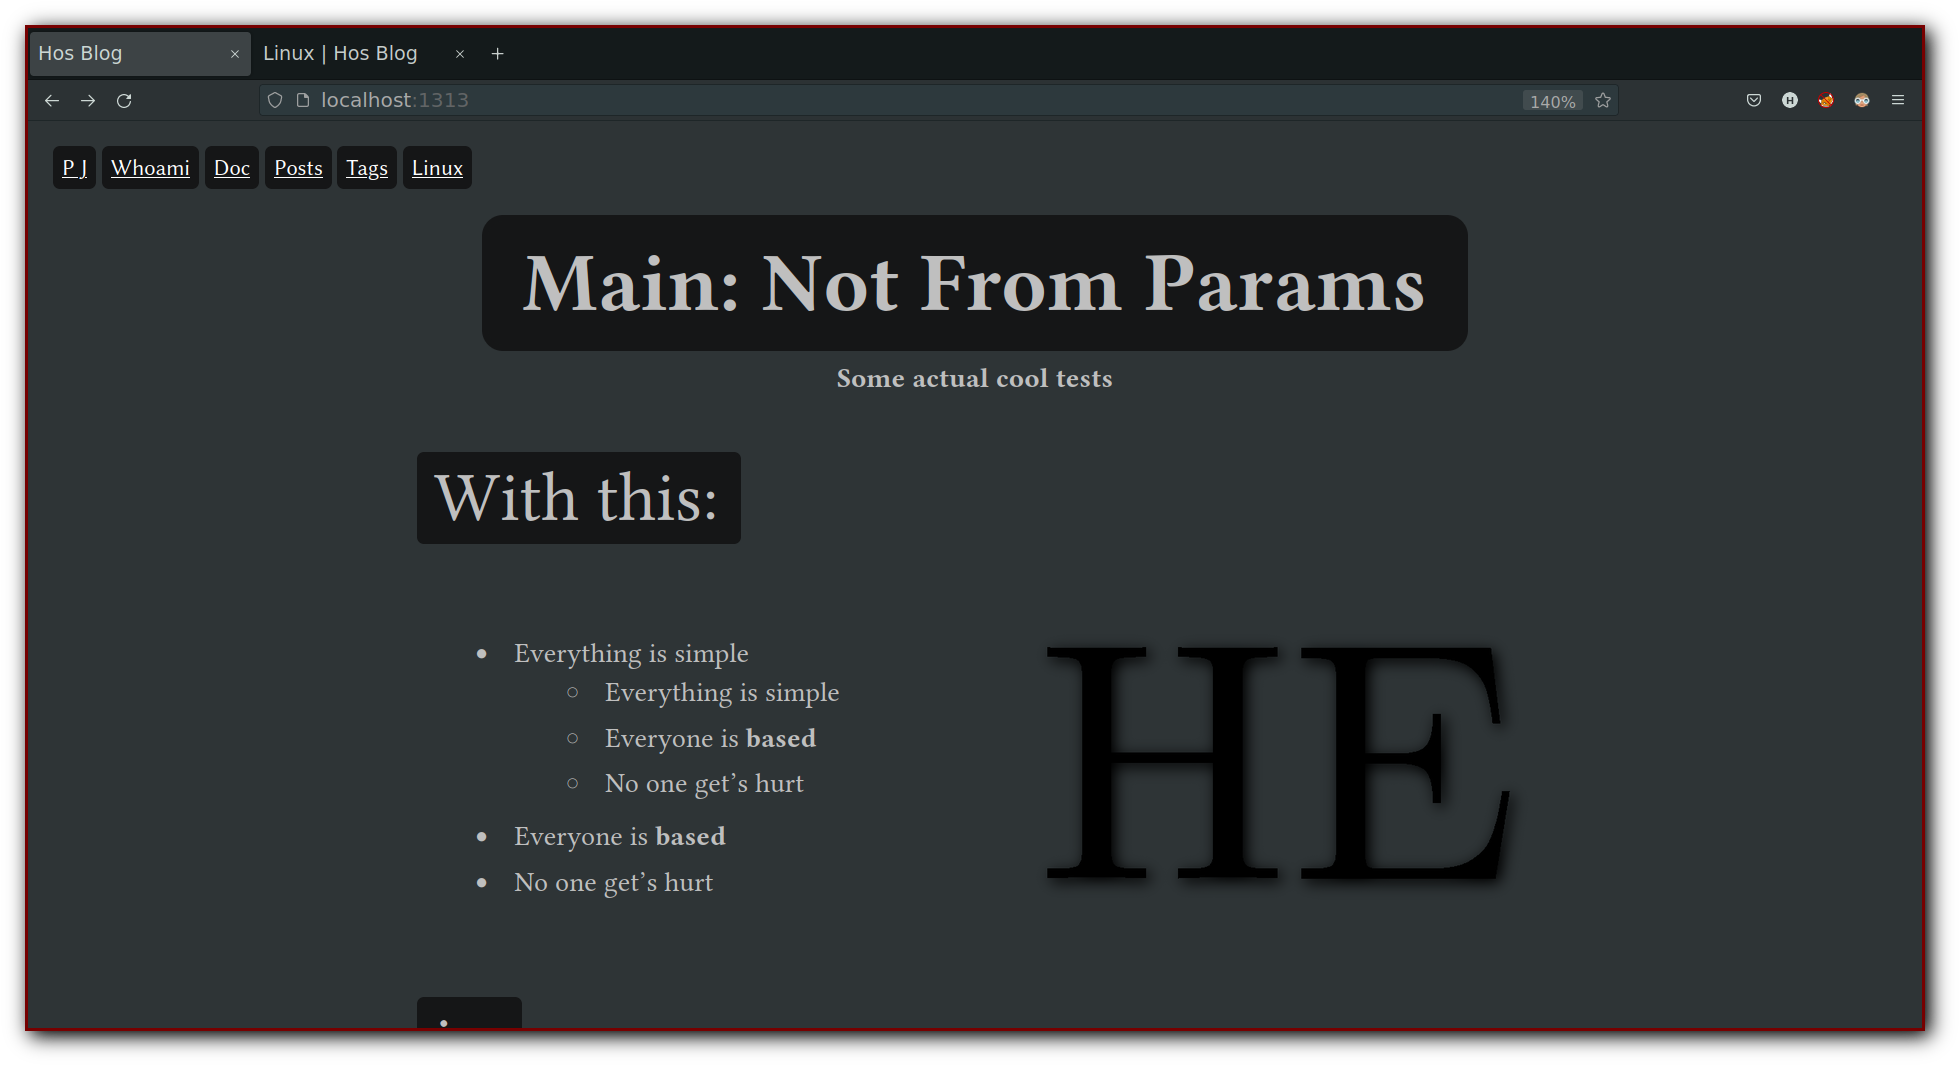 Hos Blog
Linux | Hos Blog
localhost:1313
140%
H
P J Whoami Doc Posts Tags Linux
Main: Not From Params
Some actual cool tests
With this:
• Everything is simple
○ Everything is simple
○ Everyone is based
○ No one get’s hurt
• Everyone is based
• No one get’s hurt
HE